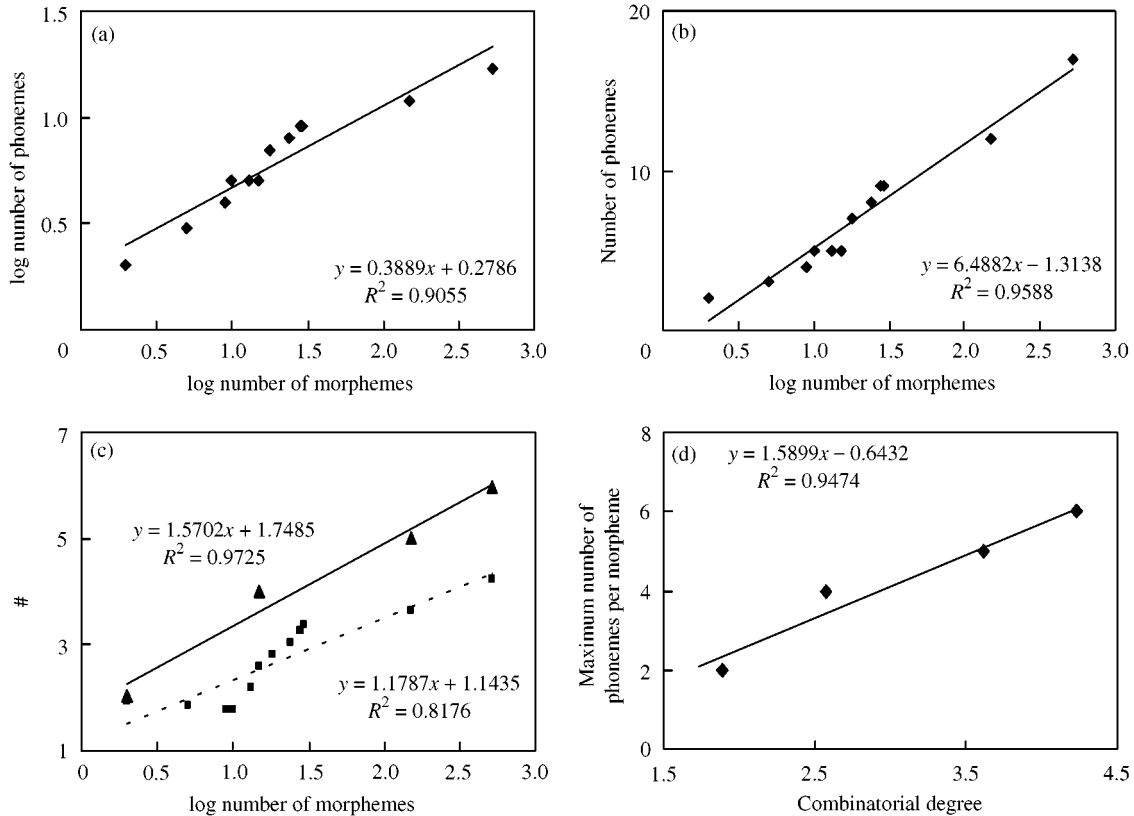 (a)
1.5
1.0
0.5
0
0.5
1.0
1.5
2.0
2.5
3.0
log number of phonemes
log number of morphemes
y = 0.3889x + 0.2786
R² = 0.9055
(b)
20
10
0
0.5
1.0
1.5
2.0
2.5
3.0
Number of phonemes
log number of morphemes
y = 6.4882x − 1.3138
R² = 0.9588
(c)
7
5
3
1
0
0.5
1.0
1.5
2.0
2.5
3.0
#
log number of morphemes
y = 1.5702x + 1.7485
R² = 0.9725
y = 1.1787x + 1.1435
R² = 0.8176
(d)
8
6
4
2
0
1.5
2.5
3.5
4.5
Maximum number of
phonemes per morpheme
Combinatorial degree
y = 1.5899x − 0.6432
R² = 0.9474